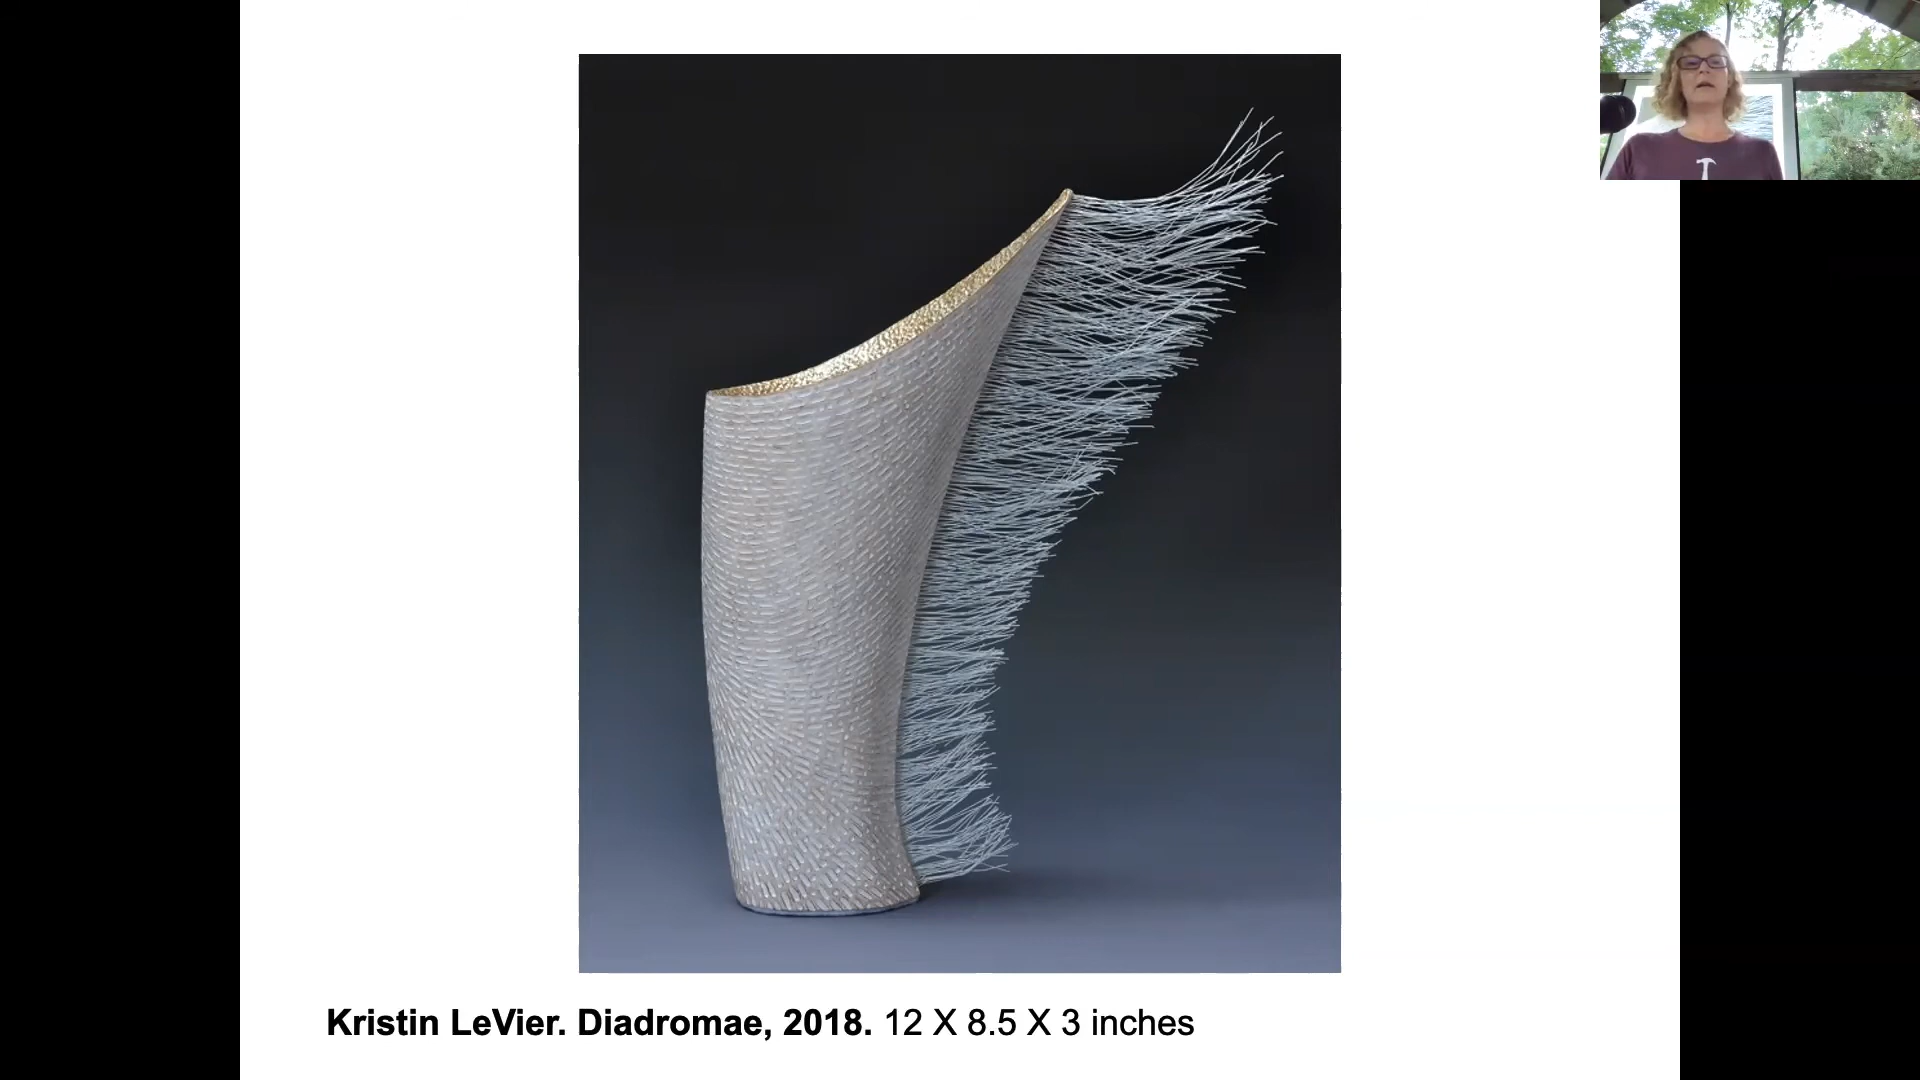 Kristin LeVier. Diadromae, 2018. 12 X 8.5 X 3 inches